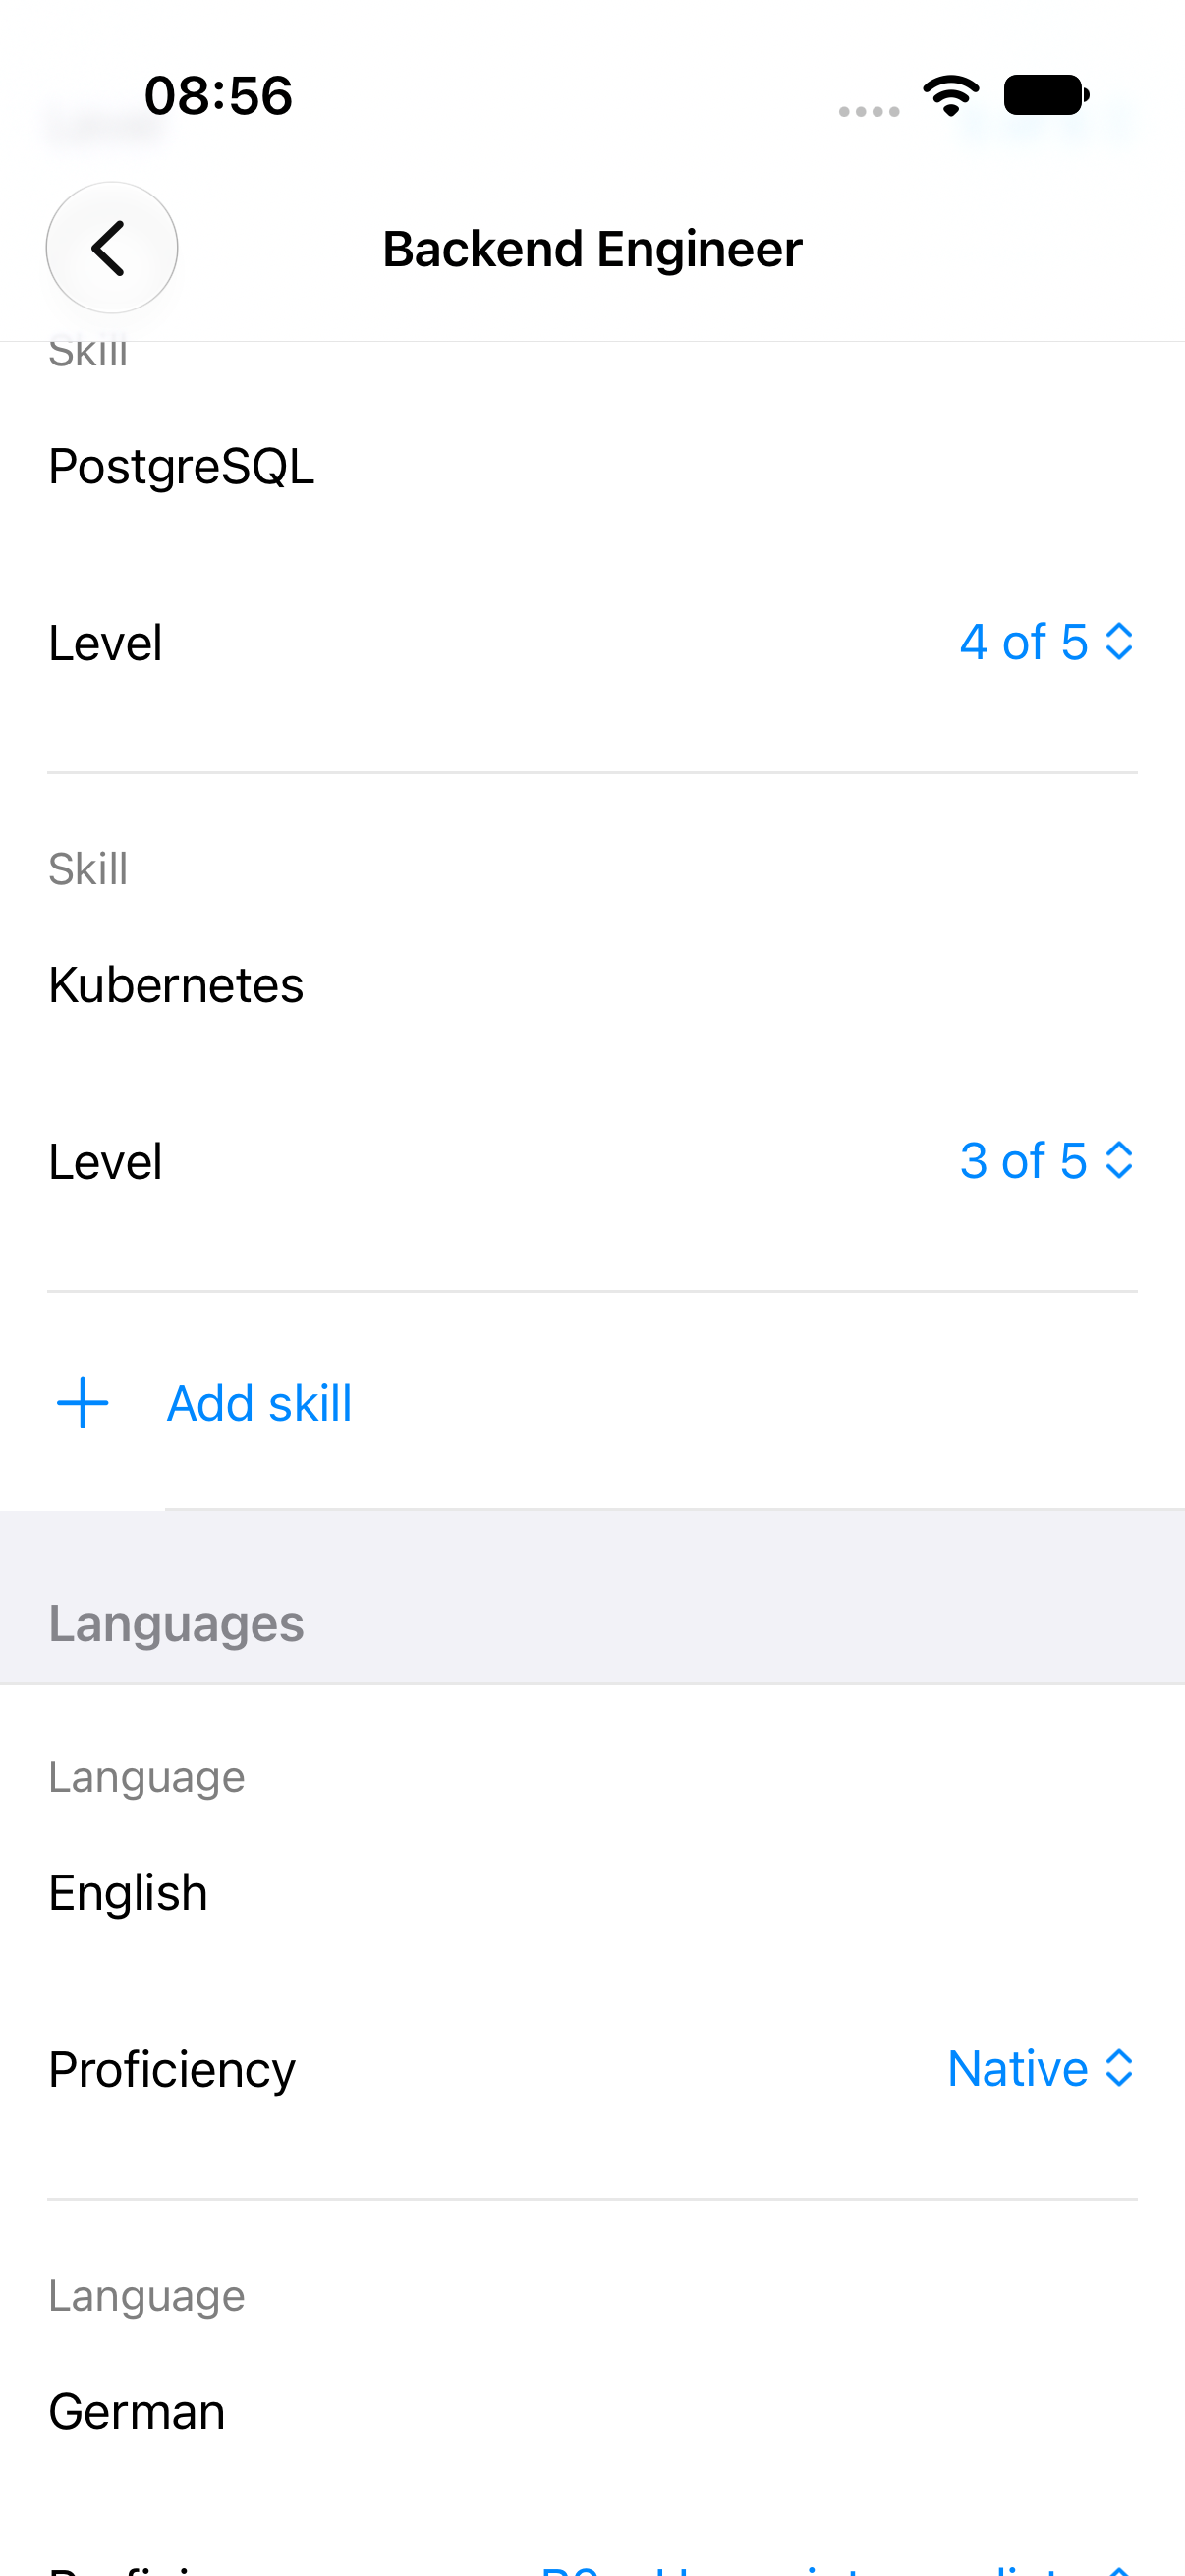 08:56
Backend Engineer
Skill
PostgreSQL
Level 4 of 5
Skill
Kubernetes
Level 3 of 5
Add skill
Languages
Language
English
Proficiency Native
Language
German